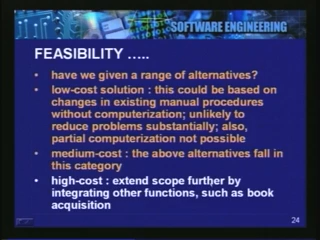 SOFTWARE ENGINEERING
FEASIBILITY …..
• have we given a range of alternatives?
• low-cost solution : this could be based on
changes in existing manual procedures
without computerization; unlikely to
reduce problems substantially; also,
partial computerization not possible
• medium-cost : the above alternatives fall in
this category
• high-cost : extend scope further by
integrating other functions, such as book
acquisition
24